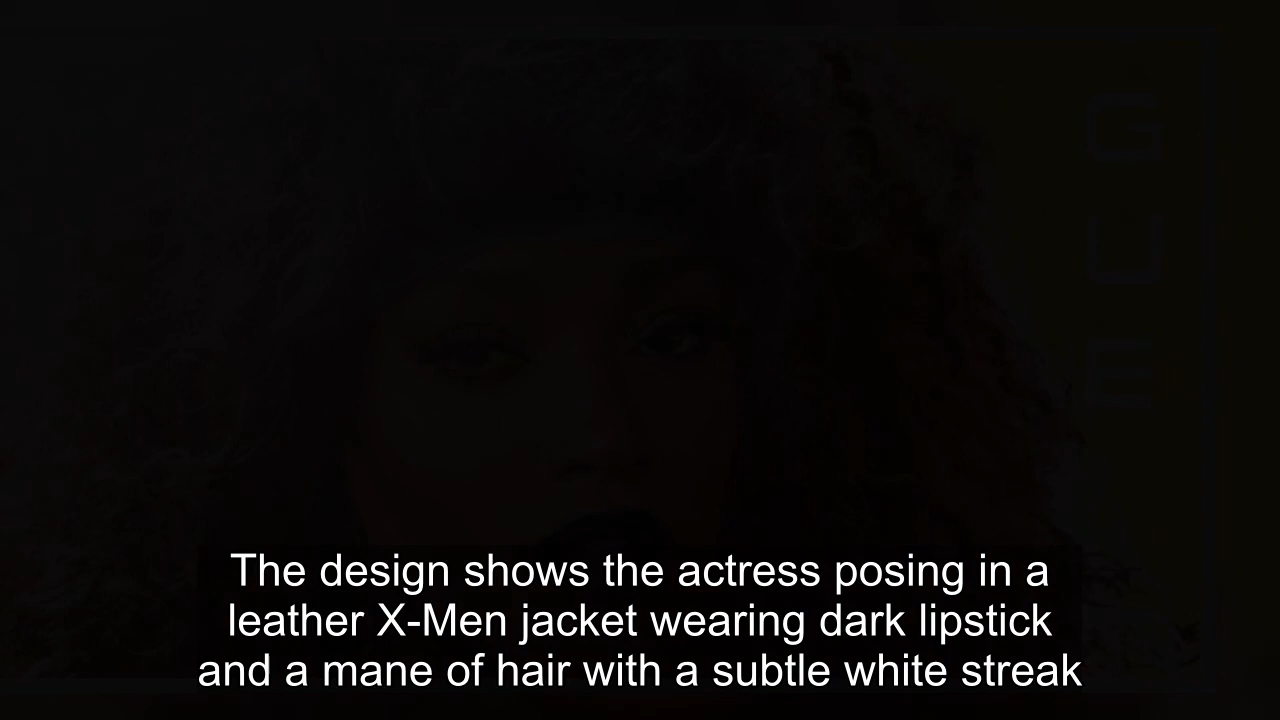 G
U
E
The design shows the actress posing in a
leather X-Men jacket wearing dark lipstick
and a mane of hair with a subtle white streak